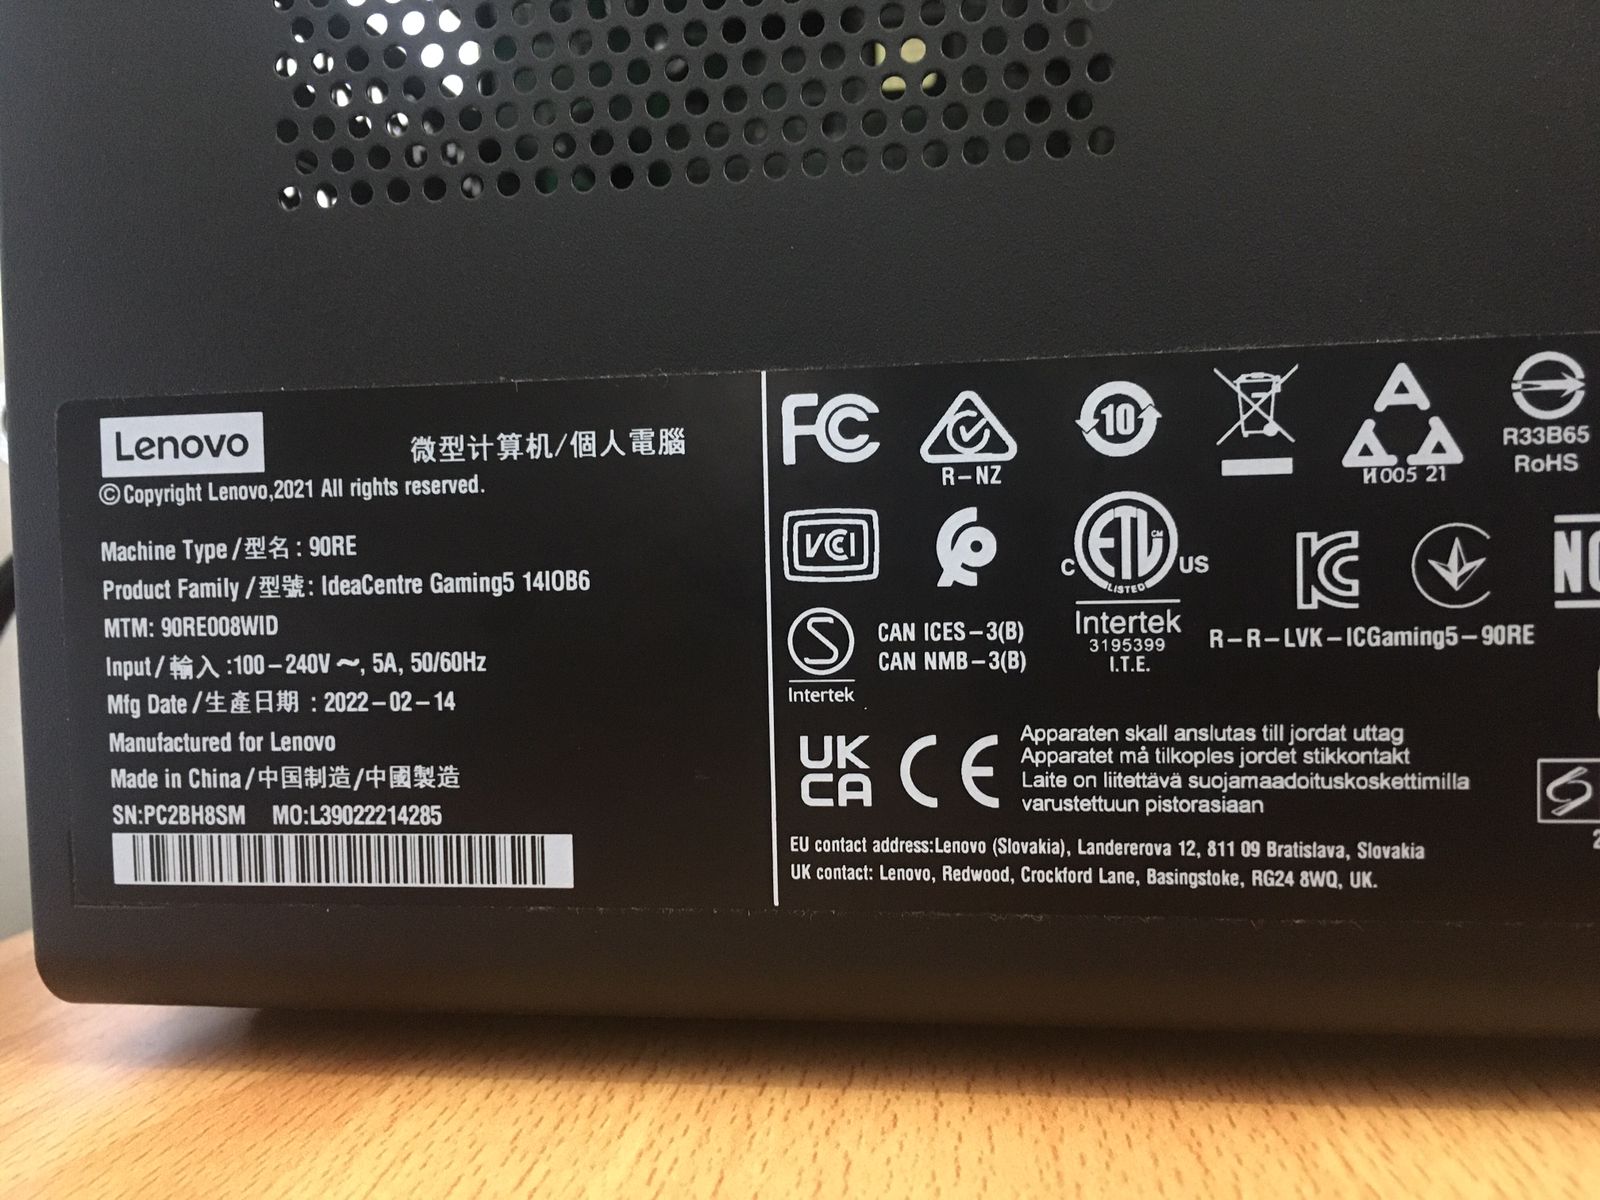 Lenovo 微型计算机/個人電腦
©Copyright Lenovo,2021 All rights reserved.
Machine Type/型名: 90RE
Product Family/型號: IdeaCentre Gaming5 14IOB6
MTM: 90RE008WID
Input/輸入:100-240V～, 5A, 50/60Hz
Mfg Date/生產日期 : 2022-02-14
Manufactured for Lenovo
Made in China/中国制造/中國製造
SN:PC2BH8SM MO:L39022214285
FC
R-NZ
10
И005 21
R33B65
RoHS
VCI
C ETL CM US
LISTED
Intertek
3195399
I.T.E.
R-R-LVK-ICGaming5-90RE
S
Intertek
CAN ICES-3(B)
CAN NMB-3(B)
UK
CA
CE
Apparaten skall anslutas till jordat uttag
Apparatet må tilkoples jordet stikkontakt
Laite on liitettävä suojamaadoituskoskettimilla
varustettuun pistorasiaan
EU contact address:Lenovo (Slovakia), Landererova 12, 811 09 Bratislava, Slovakia
UK contact: Lenovo, Redwood, Crockford Lane, Basingstoke, RG24 8WQ, UK.